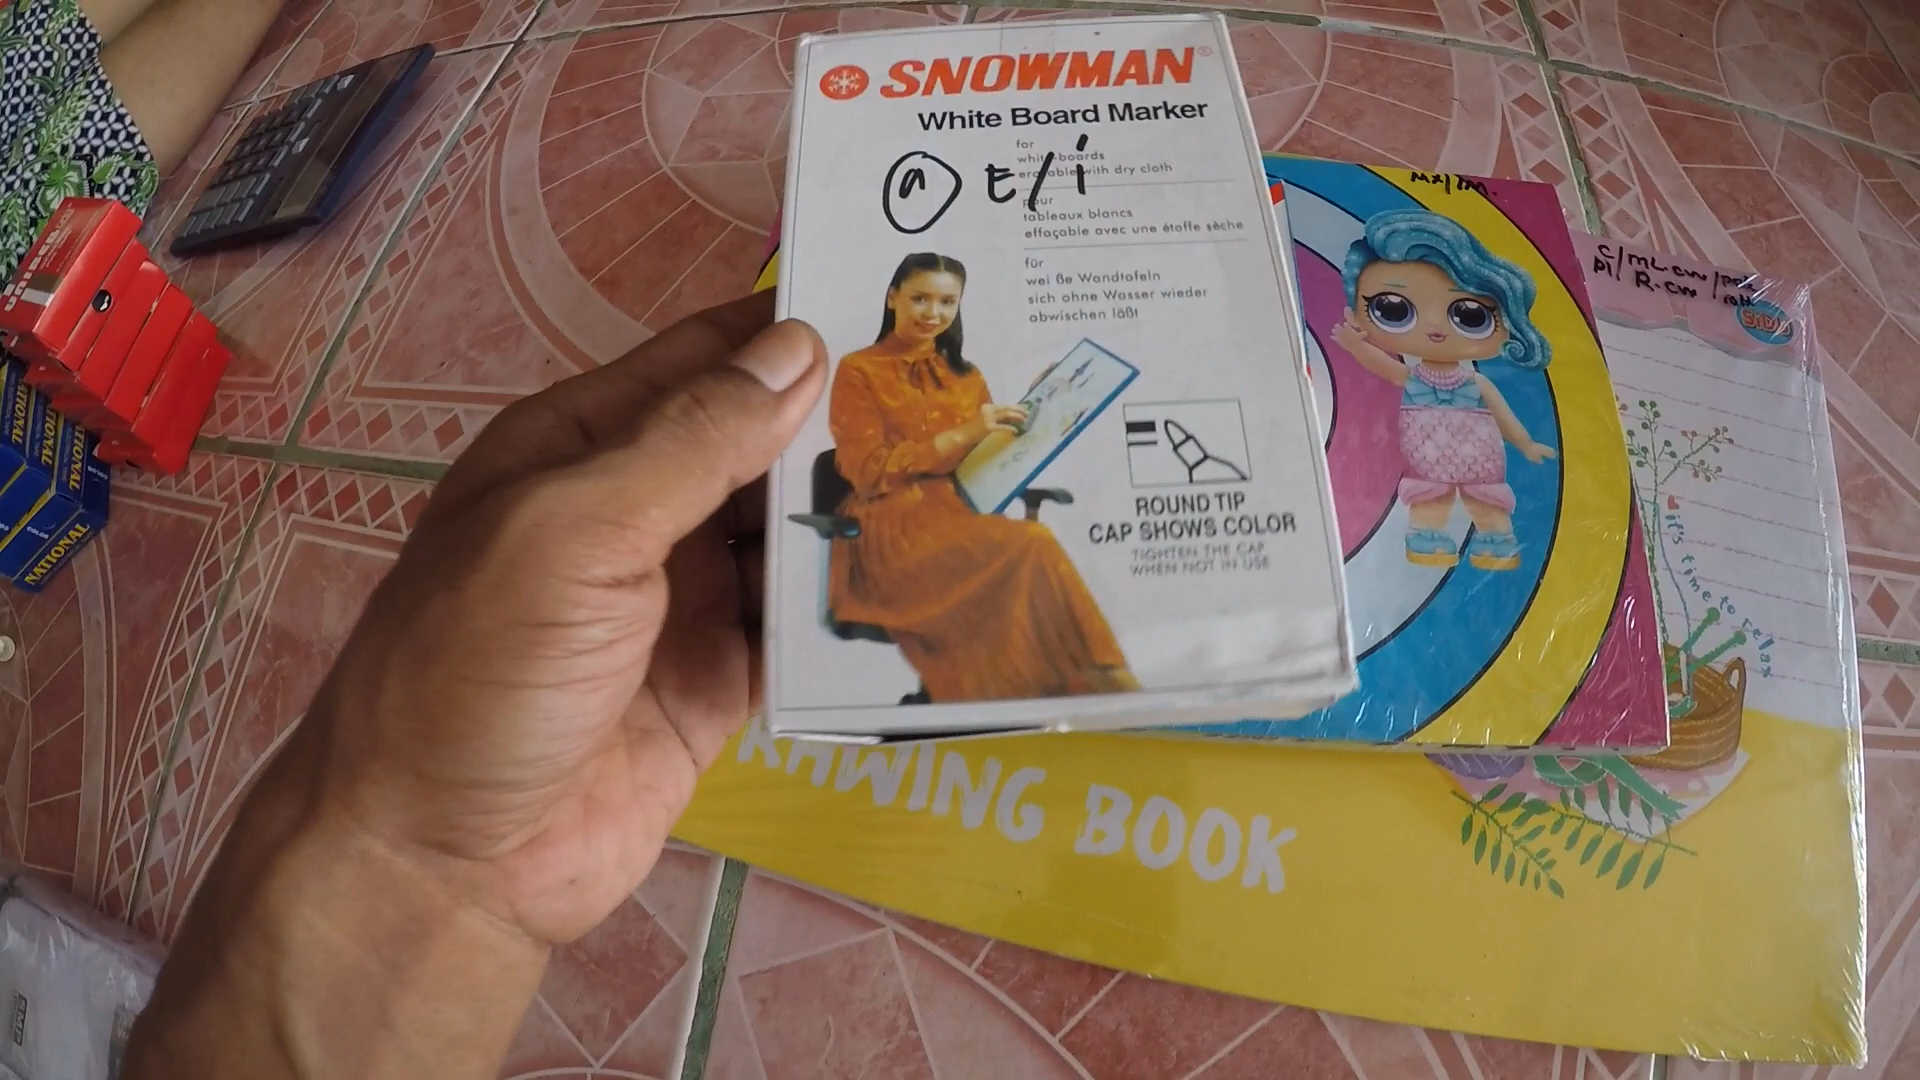 SNOWMAN®
White Board Marker
for
white boards
erasable with dry cloth
n E/i
pour
tableaux blancs
effaçable avec une étoffe sèche
für
wei ße Wandtafeln
sich ohne Wasser wieder
abwischen läßt
ROUND TIP
CAP SHOWS COLOR
TIGHTEN THE CAP
WHEN NOT IN USE
RAWING BOOK
SiDU
it's time to relax
NATIONAL
COLOR